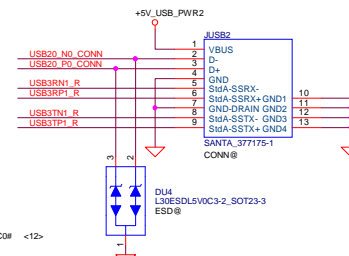 +5V_USB_PWR2
JUSB2
1 VBUS
USB20_N0_CONN 2 D-
USB20_P0_CONN 3 D+
4 GND
USB3RN1_R 5 StdA-SSRX-
USB3RP1_R 6 StdA-SSRX+ GND1 10
7 GND-DRAIN GND2 11
USB3TN1_R 8 StdA-SSTX- GND3 12
USB3TP1_R 9 StdA-SSTX+ GND4 13
SANTA_377175-1
CONN@
3 2
DU4
L30ESDL5V0C3-2_SOT23-3
ESD@
1
C0# <12>